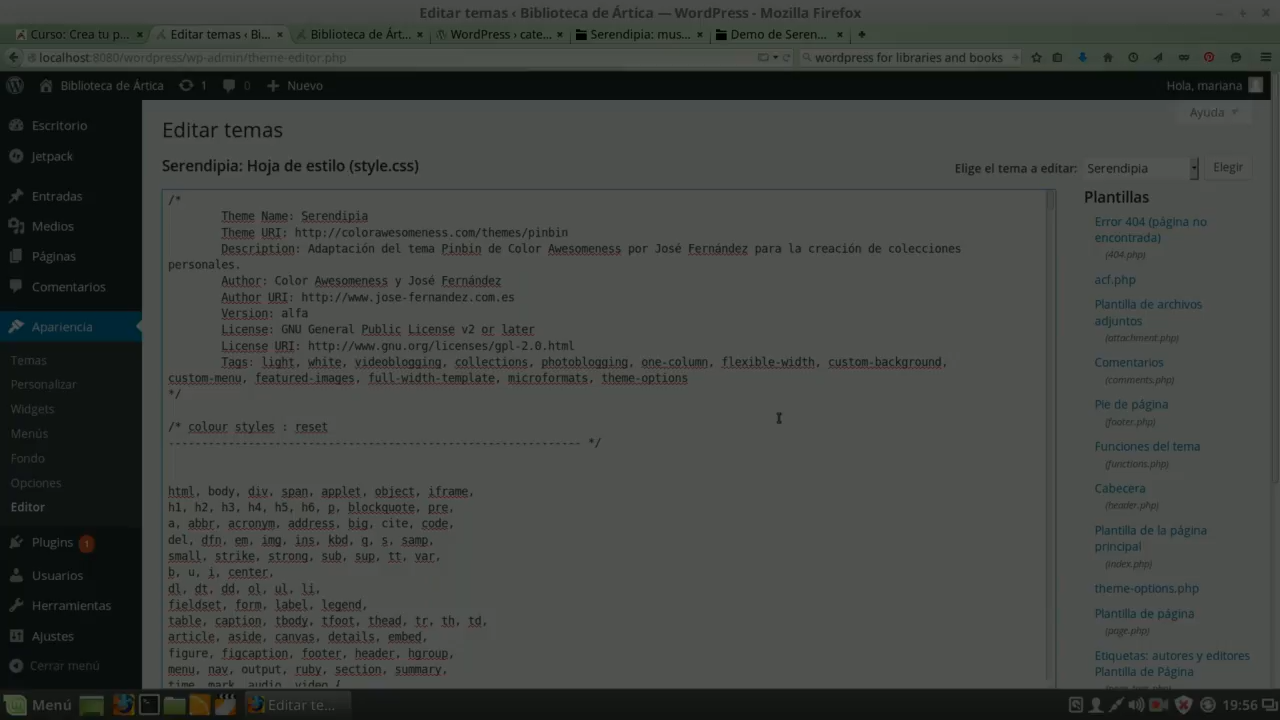 Editar temas ‹ Biblioteca de Ártica — WordPress - Mozilla Firefox
Curso: Crea tu p... Editar temas ‹ Bi... Biblioteca de Árti... WordPress › cate... Serendipia: mus... Demo de Seren...
localhost:8080/wordpress/wp-admin/theme-editor.php wordpress for libraries and books
Biblioteca de Ártica 1 0 Nuevo Hola, mariana
Ayuda
Escritorio
Jetpack
Entradas
Medios
Páginas
Comentarios
Apariencia
Temas
Personalizar
Widgets
Menús
Fondo
Opciones
Editor
Plugins 1
Usuarios
Herramientas
Ajustes
Cerrar menú
Editar temas
Serendipia: Hoja de estilo (style.css)
Elige el tema a editar: Serendipia Elegir
/*
Theme Name: Serendipia
Theme URI: http://colorawesomeness.com/themes/pinbin
Description: Adaptación del tema Pinbin de Color Awesomeness por José Fernández para la creación de colecciones
personales.
Author: Color Awesomeness y José Fernández
Author URI: http://www.jose-fernandez.com.es
Version: alfa
License: GNU General Public License v2 or later
License URI: http://www.gnu.org/licenses/gpl-2.0.html
Tags: light, white, videoblogging, collections, photoblogging, one-column, flexible-width, custom-background,
custom-menu, featured-images, full-width-template, microformats, theme-options
*/
/* colour styles : reset
-------------------------------------------------------------- */
html, body, div, span, applet, object, iframe,
h1, h2, h3, h4, h5, h6, p, blockquote, pre,
a, abbr, acronym, address, big, cite, code,
del, dfn, em, img, ins, kbd, q, s, samp,
small, strike, strong, sub, sup, tt, var,
b, u, i, center,
dl, dt, dd, ol, ul, li,
fieldset, form, label, legend,
table, caption, tbody, tfoot, thead, tr, th, td,
article, aside, canvas, details, embed,
figure, figcaption, footer, header, hgroup,
menu, nav, output, ruby, section, summary,
time, mark, audio, video {
Plantillas
Error 404 (página no
encontrada)
(404.php)
acf.php
Plantilla de archivos
adjuntos
(attachment.php)
Comentarios
(comments.php)
Pie de página
(footer.php)
Funciones del tema
(functions.php)
Cabecera
(header.php)
Plantilla de la página
principal
(index.php)
theme-options.php
Plantilla de página
(page.php)
Etiquetas: autores y editores
Plantilla de Página
Menú Editar te... 19:56